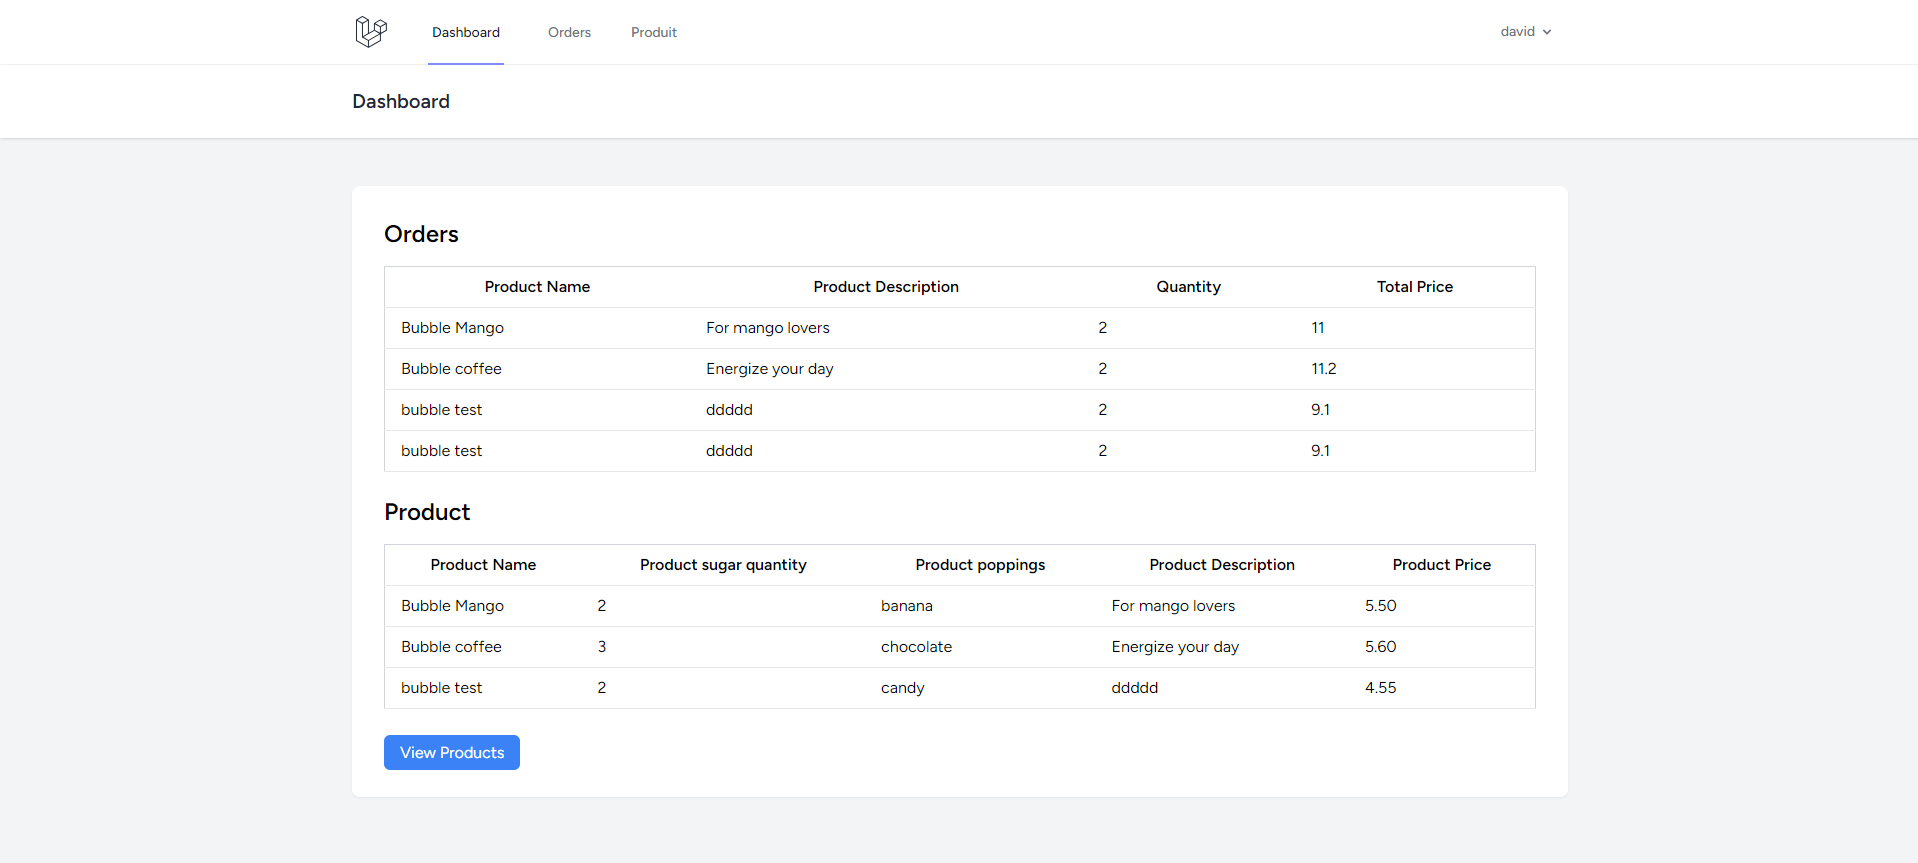 Dashboard Orders Produit david
Dashboard
Orders
Product Name Product Description Quantity Total Price
Bubble Mango For mango lovers 2 11
Bubble coffee Energize your day 2 11.2
bubble test ddddd 2 9.1
bubble test ddddd 2 9.1
Product
Product Name Product sugar quantity Product poppings Product Description Product Price
Bubble Mango 2 banana For mango lovers 5.50
Bubble coffee 3 chocolate Energize your day 5.60
bubble test 2 candy ddddd 4.55
View Products